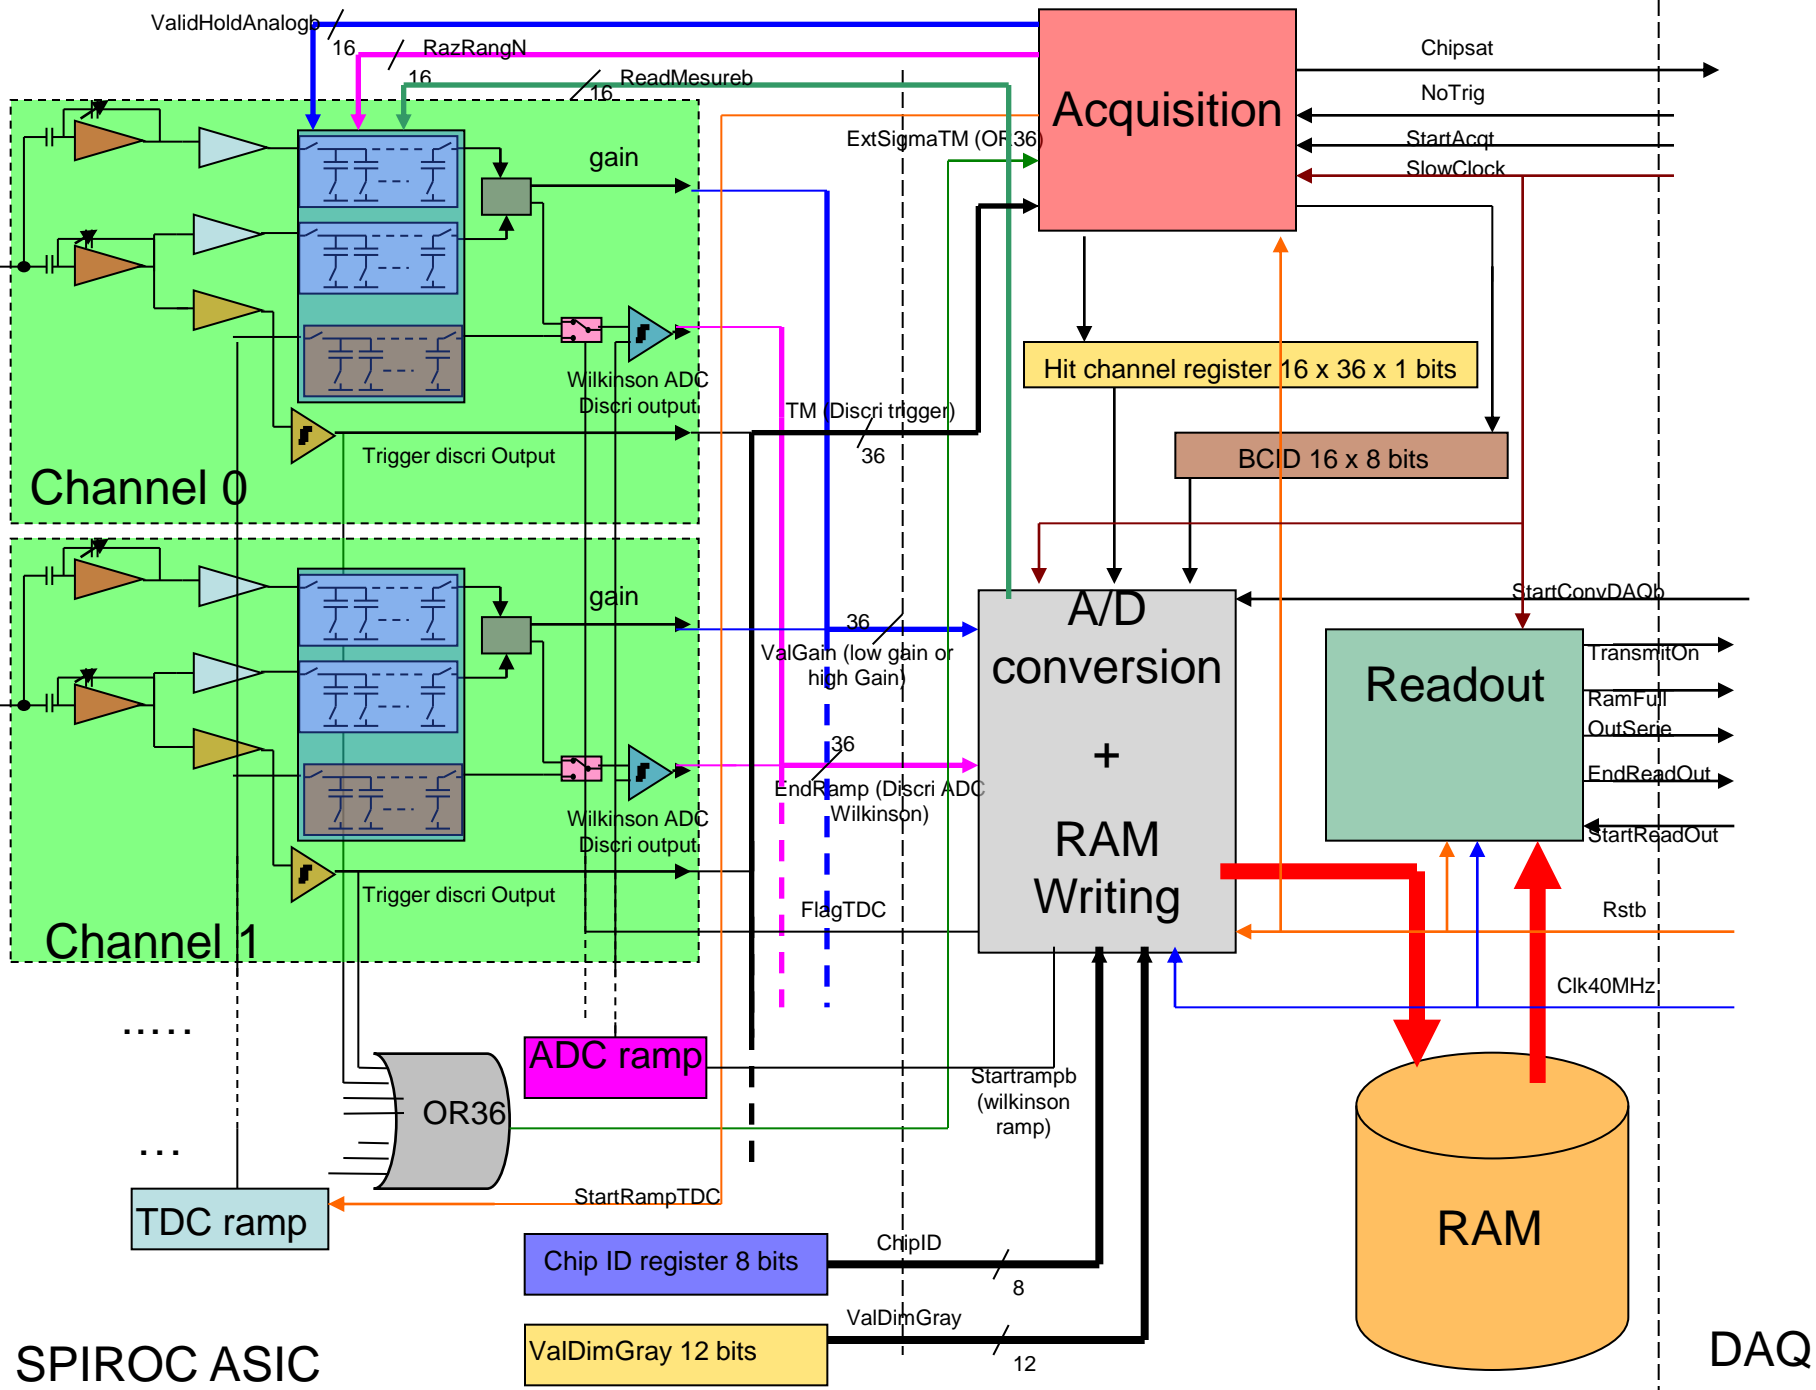 ValidHoldAnalogb
16
RazRangN
16
ReadMesureb
16
Chipsat
NoTrig
StartAcqt
SlowClock
Acquisition
ExtSigmaTM (OR36)
gain
Wilkinson ADC
Discri output
Trigger discri Output
Channel 0
TM (Discri trigger)
36
Hit channel register 16 x 36 x 1 bits
BCID 16 x 8 bits
gain
36
ValGain (low gain or
high Gain)
36
EndRamp (Discri ADC
Wilkinson)
Wilkinson ADC
Discri output
Trigger discri Output
Channel 1
FlagTDC
A/D
conversion
+
RAM
Writing
StartConvDAQb
Readout
TransmitOn
RamFull
OutSerie
EndReadOut
StartReadOut
Rstb
Clk40MHz
.....
...
ADC ramp
OR36
Startrampb
(wilkinson
ramp)
StartRampTDC
TDC ramp
RAM
Chip ID register 8 bits
ChipID
8
ValDimGray 12 bits
ValDimGray
12
SPIROC ASIC
DAQ